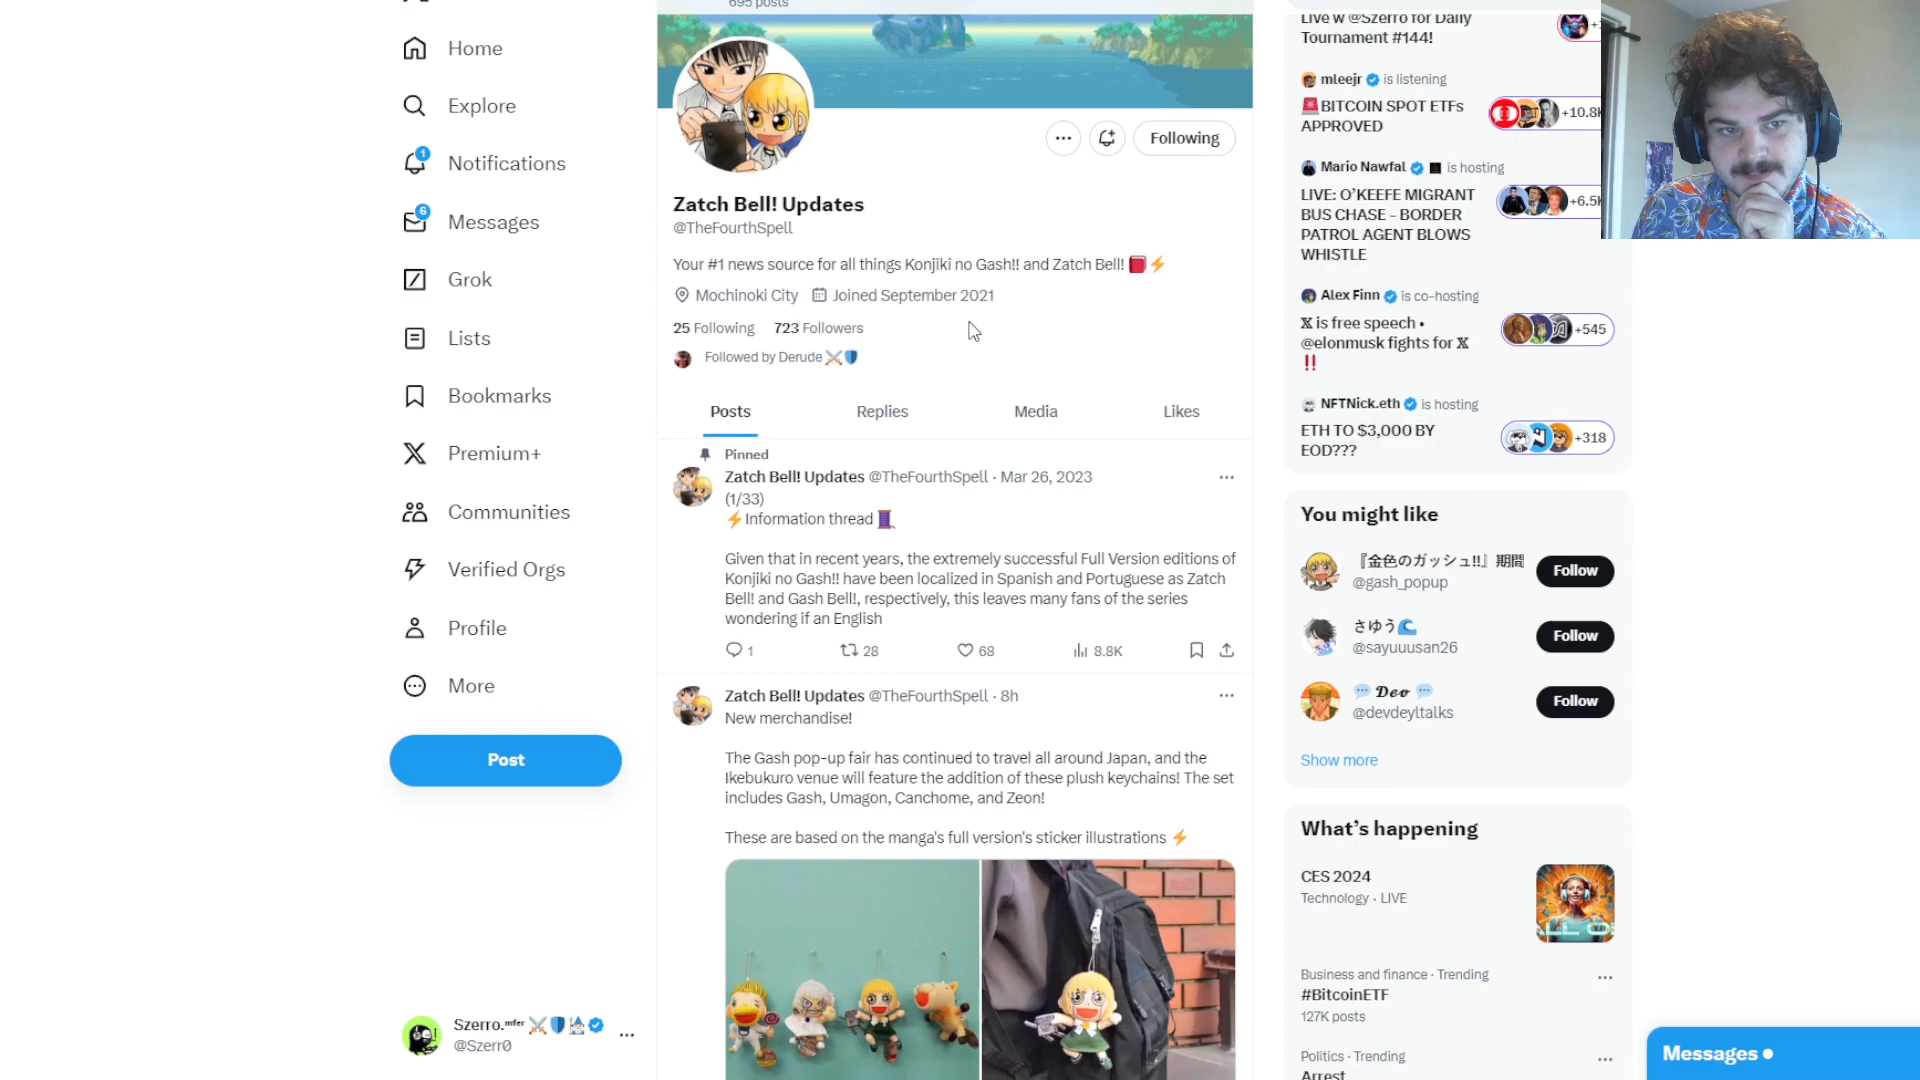 695 posts
Home
Explore
1
Notifications
6
Messages
Grok
Lists
Bookmarks
Premium+
Communities
Verified Orgs
Profile
More
Post
Szerro.ᵐᶠᵉʳ ⚔️🛡️🧙
@Szerr0
Following
Zatch Bell! Updates
@TheFourthSpell
Your #1 news source for all things Konjiki no Gash!! and Zatch Bell! 📕⚡
Mochinoki City Joined September 2021
25 Following 723 Followers
Followed by Derude ⚔️🛡️
Posts Replies Media Likes
Pinned
Zatch Bell! Updates @TheFourthSpell · Mar 26, 2023
(1/33)
⚡Information thread 🧵
Given that in recent years, the extremely successful Full Version editions of
Konjiki no Gash!! have been localized in Spanish and Portuguese as Zatch
Bell! and Gash Bell!, respectively, this leaves many fans of the series
wondering if an English
1 28 68 8.8K
Zatch Bell! Updates @TheFourthSpell · 8h
New merchandise!
The Gash pop-up fair has continued to travel all around Japan, and the
Ikebukuro venue will feature the addition of these plush keychains! The set
includes Gash, Umagon, Canchome, and Zeon!
These are based on the manga's full version's sticker illustrations ⚡
Live w @Szerro for Daily
Tournament #144!
mleejr is listening
🚨BITCOIN SPOT ETFs
APPROVED
+10.8K
Mario Nawfal is hosting
LIVE: O'KEEFE MIGRANT
BUS CHASE - BORDER
PATROL AGENT BLOWS
WHISTLE
+6.5K
Alex Finn is co-hosting
𝕏 is free speech •
@elonmusk fights for 𝕏
‼️
+545
NFTNick.eth is hosting
ETH TO $3,000 BY
EOD???
+318
You might like
『金色のガッシュ!!』期間
@gash_popup
Follow
さゆう🌊
@sayuuusan26
Follow
💬 𝓓𝓮𝓿 💬
@devdeyltalks
Follow
Show more
What's happening
CES 2024
Technology · LIVE
Business and finance · Trending
#BitcoinETF
127K posts
Politics · Trending
Arrest
Messages